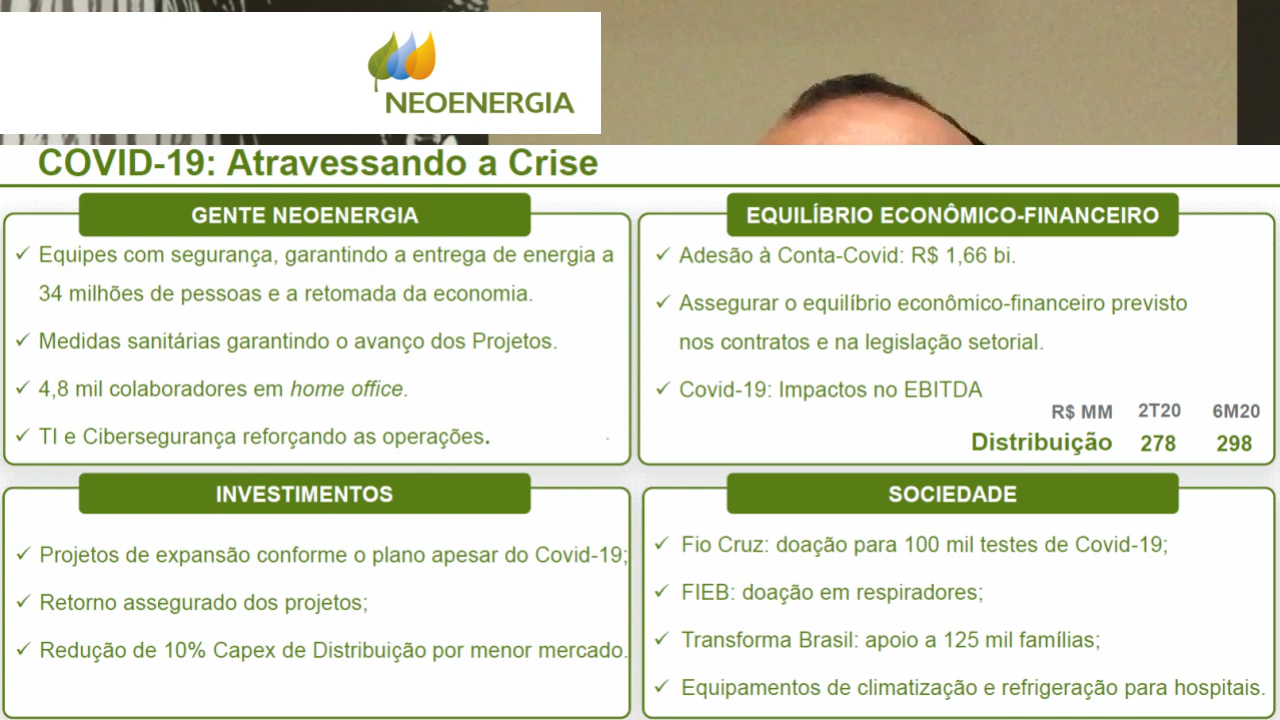 NEOENERGIA
COVID-19: Atravessando a Crise
GENTE NEOENERGIA
✓ Equipes com segurança, garantindo a entrega de energia a
34 milhões de pessoas e a retomada da economia.
✓ Medidas sanitárias garantindo o avanço dos Projetos.
✓ 4,8 mil colaboradores em home office.
✓ TI e Cibersegurança reforçando as operações.
EQUILÍBRIO ECONÔMICO-FINANCEIRO
✓ Adesão à Conta-Covid: R$ 1,66 bi.
✓ Assegurar o equilíbrio econômico-financeiro previsto
nos contratos e na legislação setorial.
✓ Covid-19: Impactos no EBITDA
R$ MM 2T20 6M20
Distribuição 278 298
INVESTIMENTOS
✓ Projetos de expansão conforme o plano apesar do Covid-19;
✓ Retorno assegurado dos projetos;
✓ Redução de 10% Capex de Distribuição por menor mercado.
SOCIEDADE
✓ Fio Cruz: doação para 100 mil testes de Covid-19;
✓ FIEB: doação em respiradores;
✓ Transforma Brasil: apoio a 125 mil famílias;
✓ Equipamentos de climatização e refrigeração para hospitais.